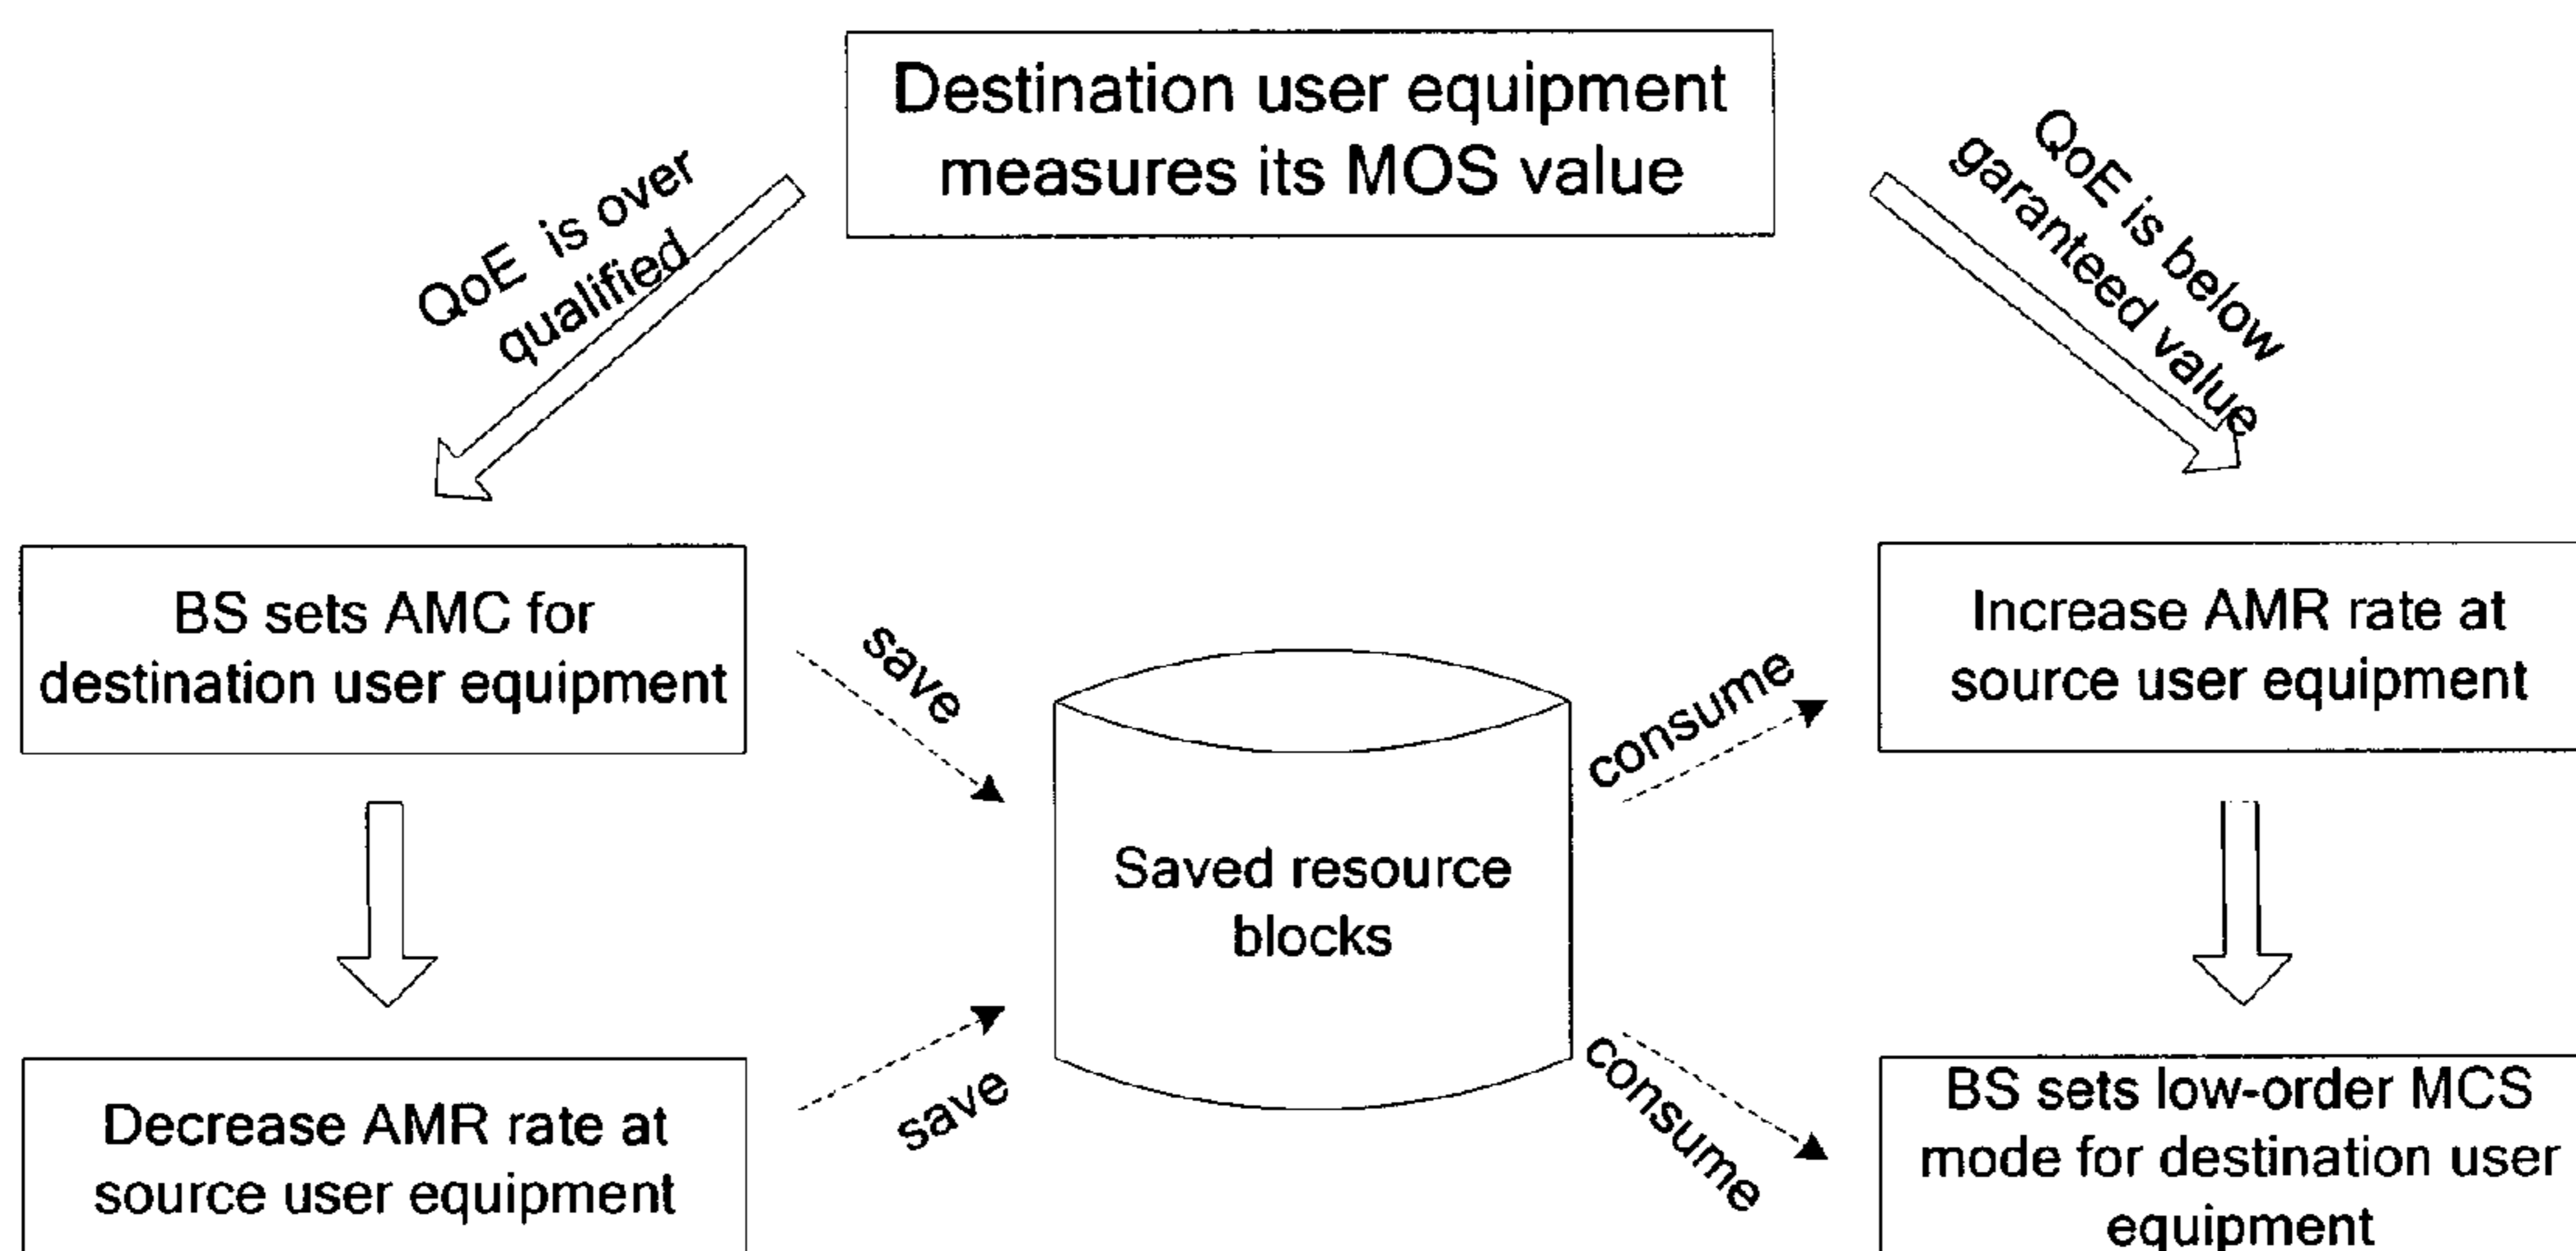 Destination user equipment
measures its MOS value
QoE is over
qualified
QoE is below
garanteed value
BS sets AMC for
destination user equipment
save
consume
Increase AMR rate at
source user equipment
Saved resource
blocks
Decrease AMR rate at
source user equipment
save
consume
BS sets low-order MCS
mode for destination user
equipment